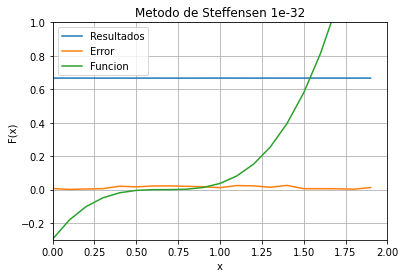 Metodo de Steffensen 1e-32
Resultados
Error
Funcion
F(x)
1.0
0.8
0.6
0.4
0.2
0.0
−0.2
0.00 0.25 0.50 0.75 1.00 1.25 1.50 1.75 2.00
x